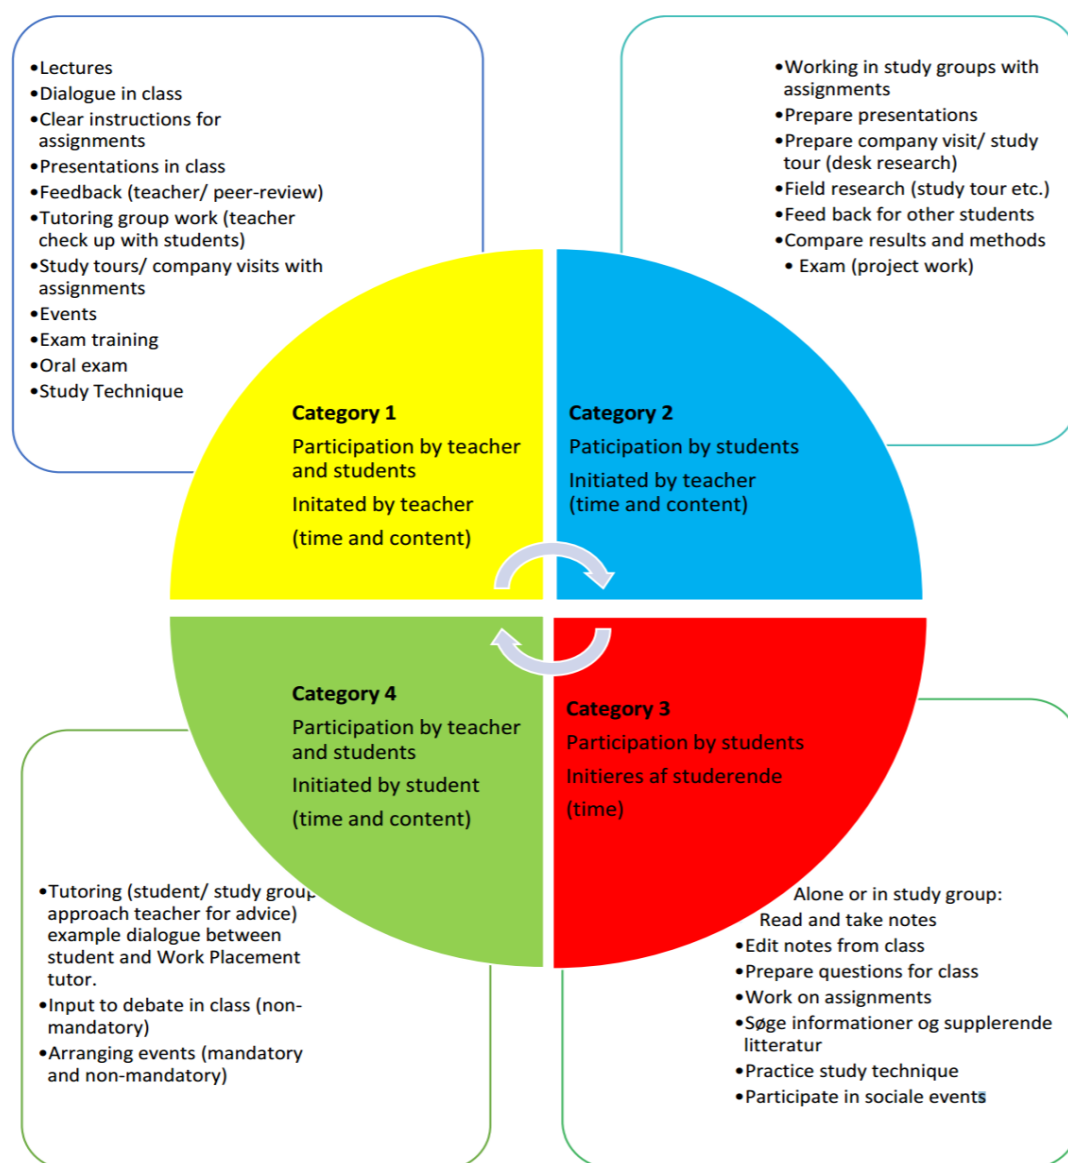 •Lectures
•Dialogue in class
•Clear instructions for
assignments
•Presentations in class
•Feedback (teacher/ peer-review)
•Tutoring group work (teacher
check up with students)
•Study tours/ company visits with
assignments
•Events
•Exam training
•Oral exam
•Study Technique
•Working in study groups with
assignments
•Prepare presentations
•Prepare company visit/ study
tour (desk research)
•Field research (study tour etc.)
•Feed back for other students
•Compare results and methods
• Exam (project work)
Category 1
Participation by teacher
and students
Initated by teacher
(time and content)
Category 2
Paticipation by students
Initiated by teacher
(time and content)
Category 4
Participation by teacher
and students
Initiated by student
(time and content)
Category 3
Participation by students
Initieres af studerende
(time)
•Tutoring (student/ study group
approach teacher for advice)
example dialogue between
student and Work Placement
tutor.
•Input to debate in class (non-
mandatory)
•Arranging events (mandatory
and non-mandatory)
Alone or in study group:
Read and take notes
•Edit notes from class
•Prepare questions for class
•Work on assignments
•Søge informationer og supplerende
litteratur
•Practice study technique
•Participate in sociale events